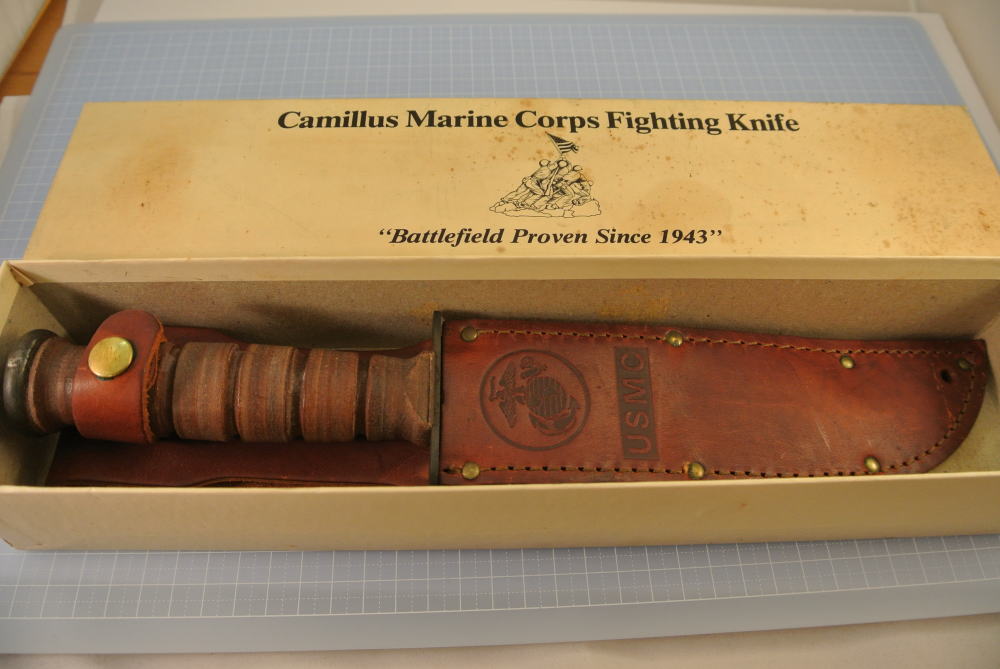 Camillus Marine Corps Fighting Knife
“Battlefield Proven Since 1943”
USMC